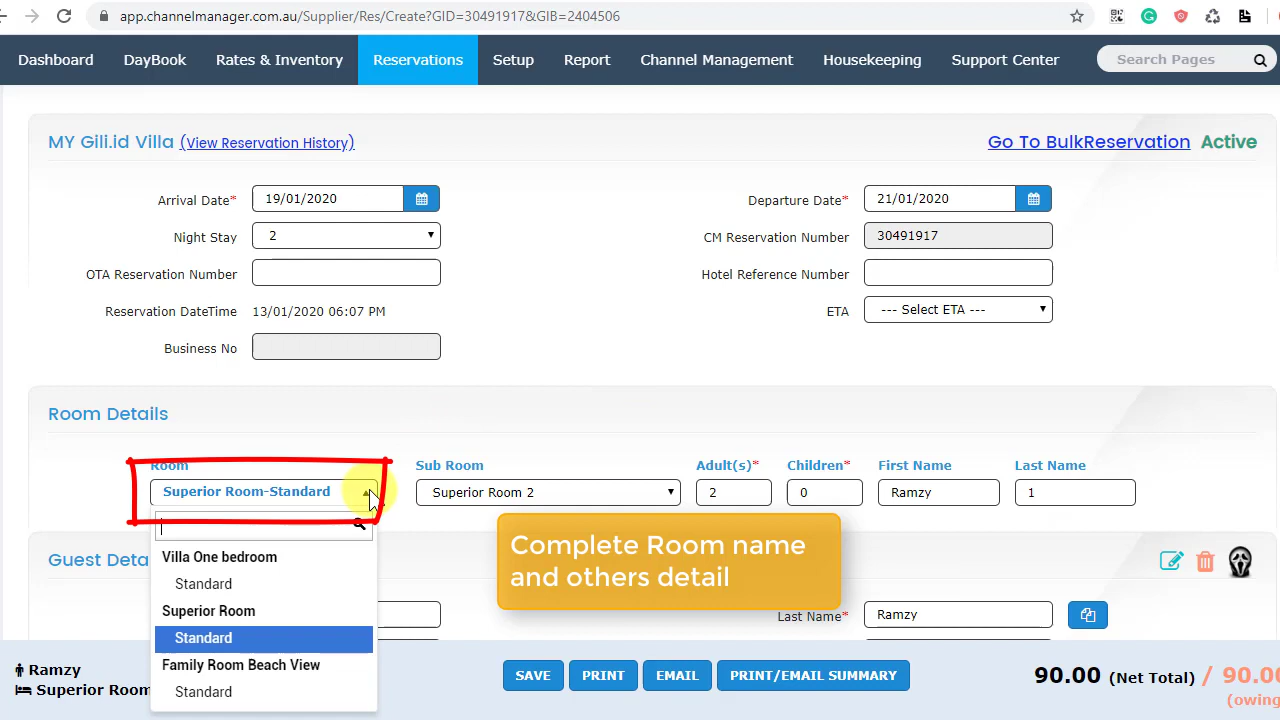 app.channelmanager.com.au/Supplier/Res/Create?GID=30491917&GIB=2404506
Dashboard DayBook Rates & Inventory Reservations Setup Report Channel Management Housekeeping Support Center Search Pages
MY Gili.id Villa (View Reservation History) Go To BulkReservation Active
Arrival Date* 19/01/2020 Departure Date* 21/01/2020
Night Stay 2 CM Reservation Number 30491917
OTA Reservation Number Hotel Reference Number
Reservation DateTime 13/01/2020 06:07 PM ETA --- Select ETA ---
Business No
Room Details
Room Sub Room Adult(s)* Children* First Name Last Name
Superior Room-Standard Superior Room 2 2 0 Ramzy 1
Complete Room name
and others detail
Villa One bedroom
Standard
Superior Room
Standard
Family Room Beach View
Standard
Guest Deta
Last Name* Ramzy
Ramzy
Superior Room
SAVE PRINT EMAIL PRINT/EMAIL SUMMARY
90.00 (Net Total) / 90.0
(owing